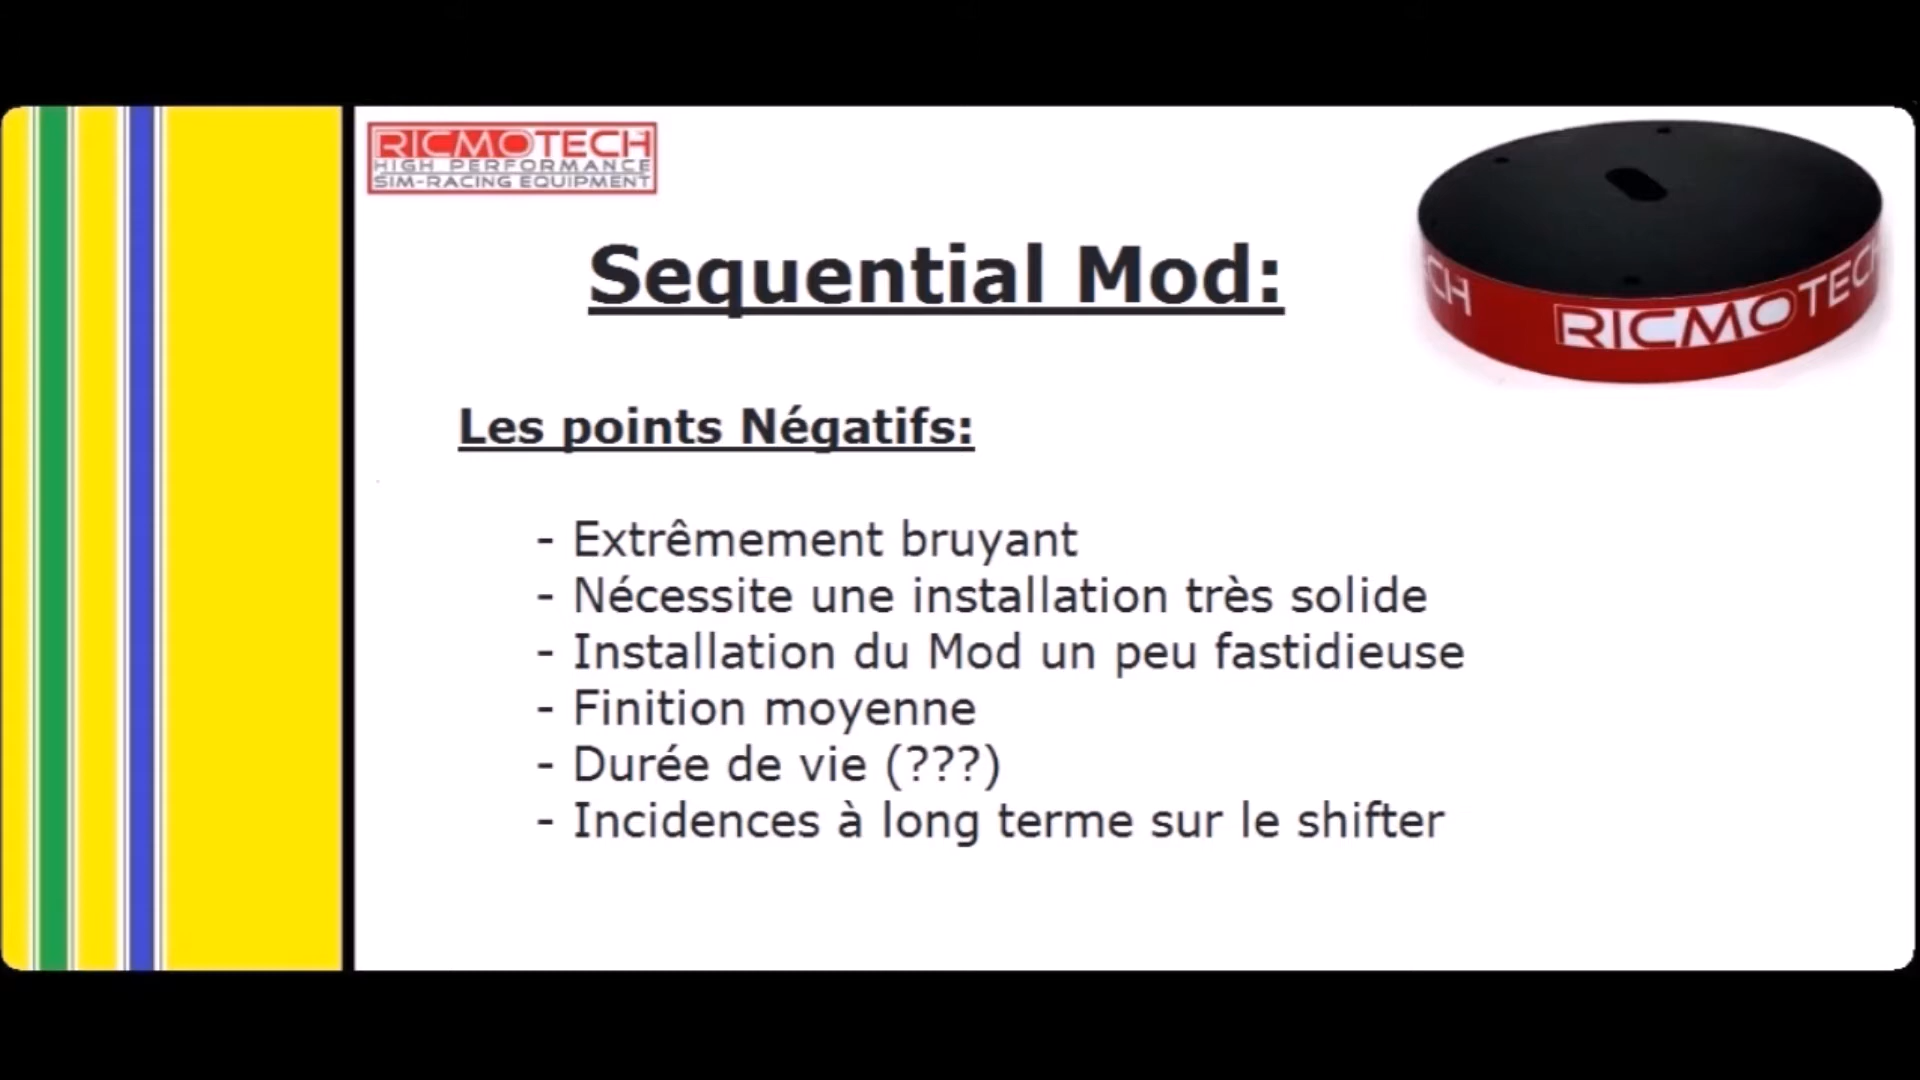 RICMOTECH
HIGH PERFORMANCE
SIM-RACING EQUIPMENT
Sequential Mod:
CH RICMOTECH
Les points Négatifs:
- Extrêmement bruyant
- Nécessite une installation très solide
- Installation du Mod un peu fastidieuse
- Finition moyenne
- Durée de vie (???)
- Incidences à long terme sur le shifter